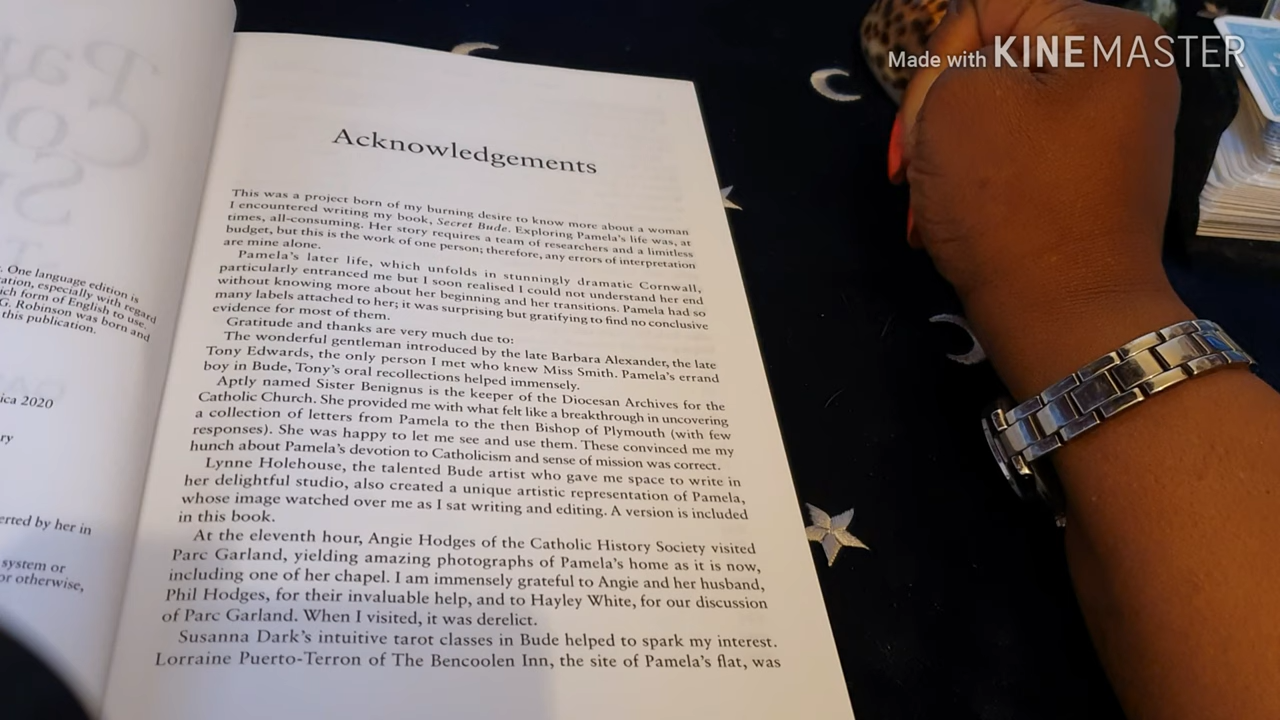 Made with KINEMASTER
. One language edition is
ation, especially with regard
ich form of English to use.
G. Robinson was born and
this publication.
ica 2020
ry
erted by her in
system or
or otherwise,
Acknowledgements
This was a project born of my burning desire to know more about a woman
I encountered writing my book, Secret Bude. Exploring Pamela's life was, at
times, all-consuming. Her story requires a team of researchers and a limitless
budget, but this is the work of one person; therefore, any errors of interpretation
are mine alone.
Pamela's later life, which unfolds in stunningly dramatic Cornwall,
particularly entranced me but I soon realised I could not understand her end
without knowing more about her beginning and her transitions. Pamela had so
many labels attached to her; it was surprising but gratifying to find no conclusive
evidence for most of them.
Gratitude and thanks are very much due to:
The wonderful gentleman introduced by the late Barbara Alexander, the late
Tony Edwards, the only person I met who knew Miss Smith. Pamela's errand
boy in Bude, Tony's oral recollections helped immensely.
Aptly named Sister Benignus is the keeper of the Diocesan Archives for the
Catholic Church. She provided me with what felt like a breakthrough in uncovering
a collection of letters from Pamela to the then Bishop of Plymouth (with few
responses). She was happy to let me see and use them. These convinced me my
hunch about Pamela's devotion to Catholicism and sense of mission was correct.
Lynne Holehouse, the talented Bude artist who gave me space to write in
her delightful studio, also created a unique artistic representation of Pamela,
whose image watched over me as I sat writing and editing. A version is included
in this book.
At the eleventh hour, Angie Hodges of the Catholic History Society visited
Parc Garland, yielding amazing photographs of Pamela's home as it is now,
including one of her chapel. I am immensely grateful to Angie and her husband,
Phil Hodges, for their invaluable help, and to Hayley White, for our discussion
of Parc Garland. When I visited, it was derelict.
Susanna Dark's intuitive tarot classes in Bude helped to spark my interest.
Lorraine Puerto-Terron of The Bencoolen Inn, the site of Pamela's flat, was